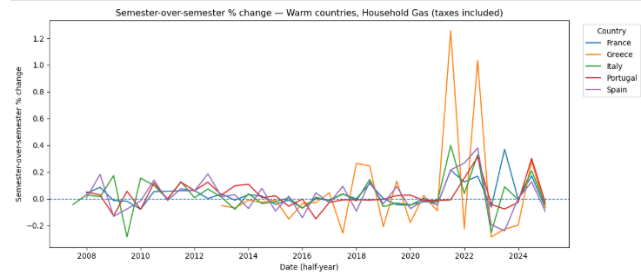 Semester-over-semester % change — Warm countries, Household Gas (taxes included)
Country
France
Greece
Italy
Portugal
Spain
Semester-over-semester % change
1.2
1.0
0.8
0.6
0.4
0.2
0.0
−0.2
2008
2010
2012
2014
2016
2018
2020
2022
2024
Date (half-year)